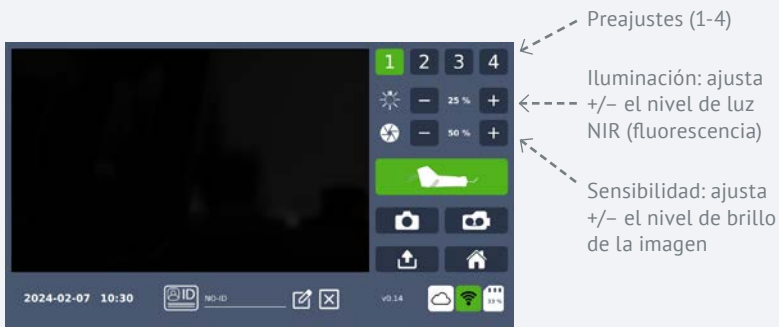 Preajustes (1-4)
1 2 3 4
25 %
Iluminación: ajusta
+/− el nivel de luz
NIR (fluorescencia)
50 %
Sensibilidad: ajusta
+/− el nivel de brillo
de la imagen
2024-02-07 10:30 ID NO-ID v0.14 33 %